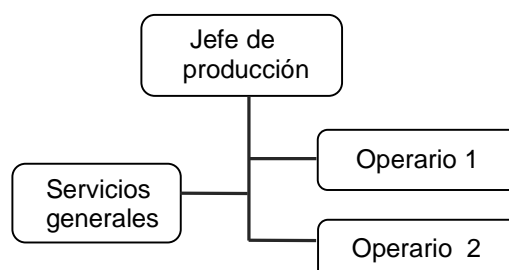 Jefe de
producción
Operario 1
Servicios
generales
Operario 2